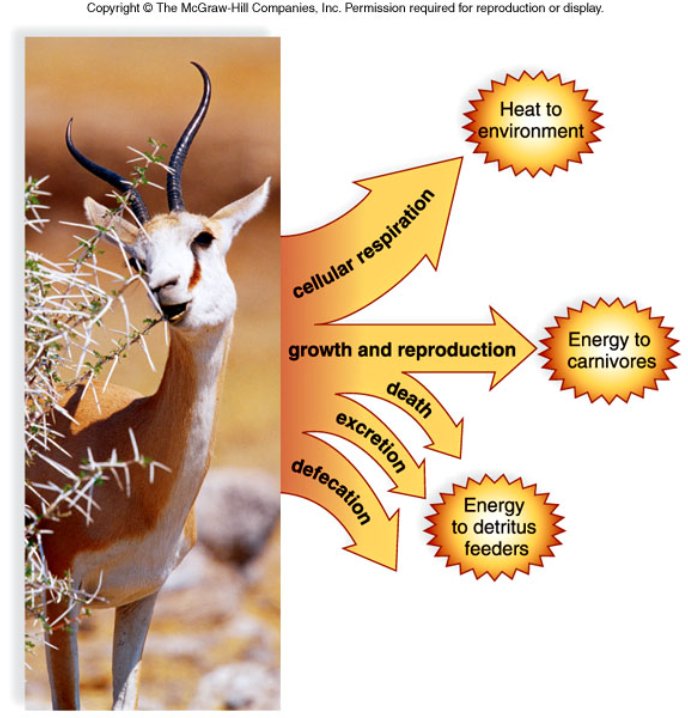 Copyright © The McGraw-Hill Companies, Inc. Permission required for reproduction or display.
Heat to
environment
cellular respiration
growth and reproduction
Energy to
carnivores
death
excretion
defecation
Energy
to detritus
feeders